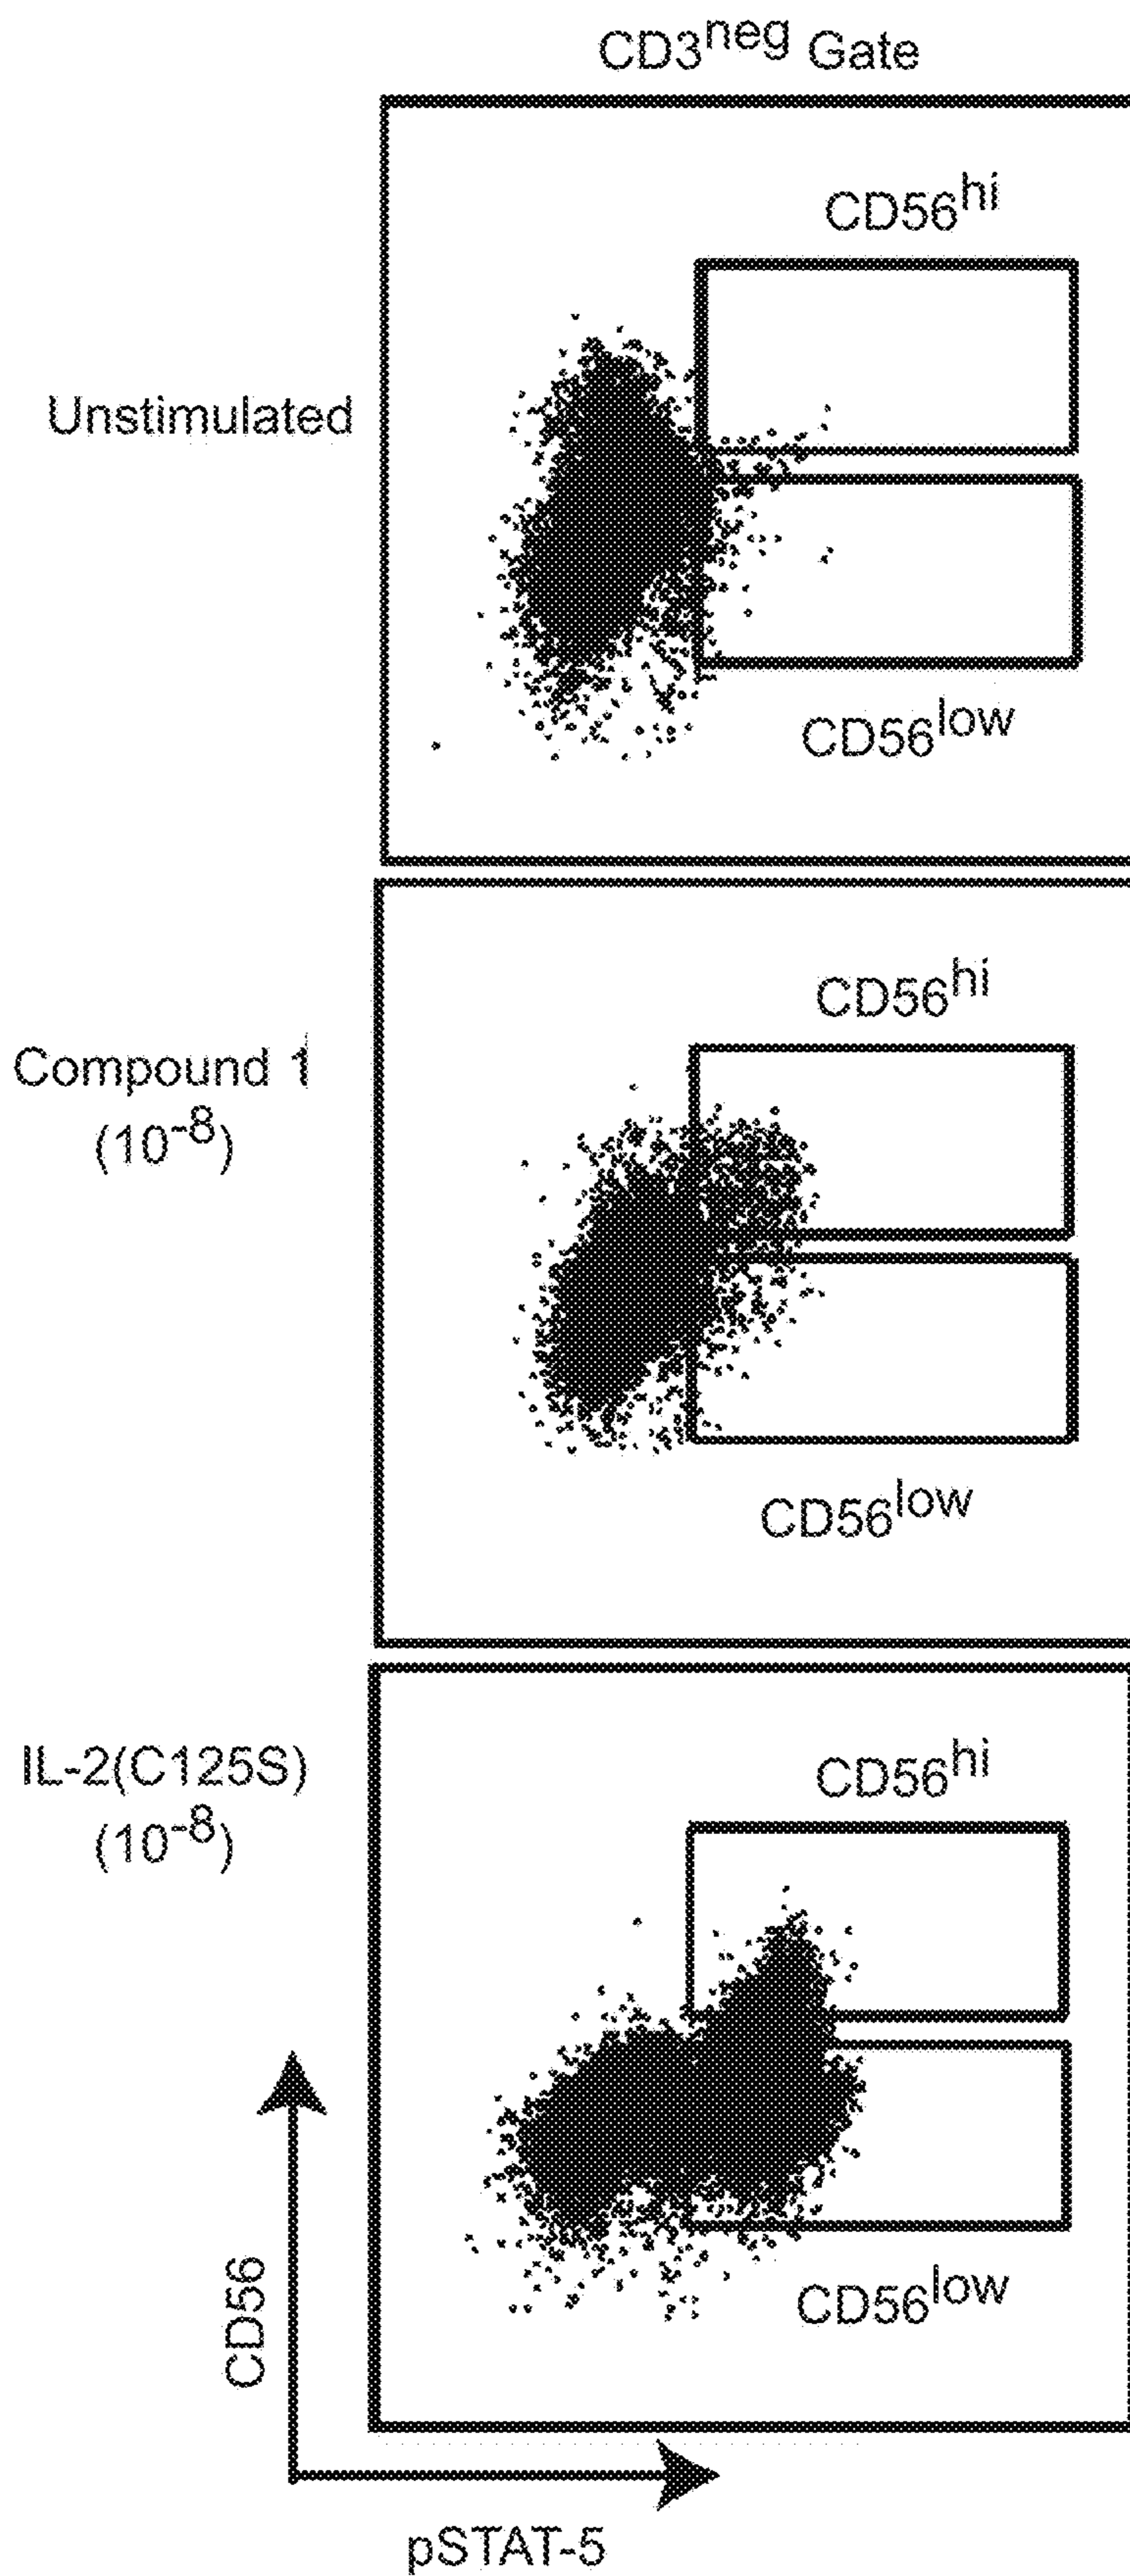 CD3neg Gate
CD56hi
Unstimulated
CD56low
CD56hi
Compound 1
(10-8)
CD56low
IL-2(C125S)
(10-8)
CD56hi
CD56low
CD56
pSTAT-5